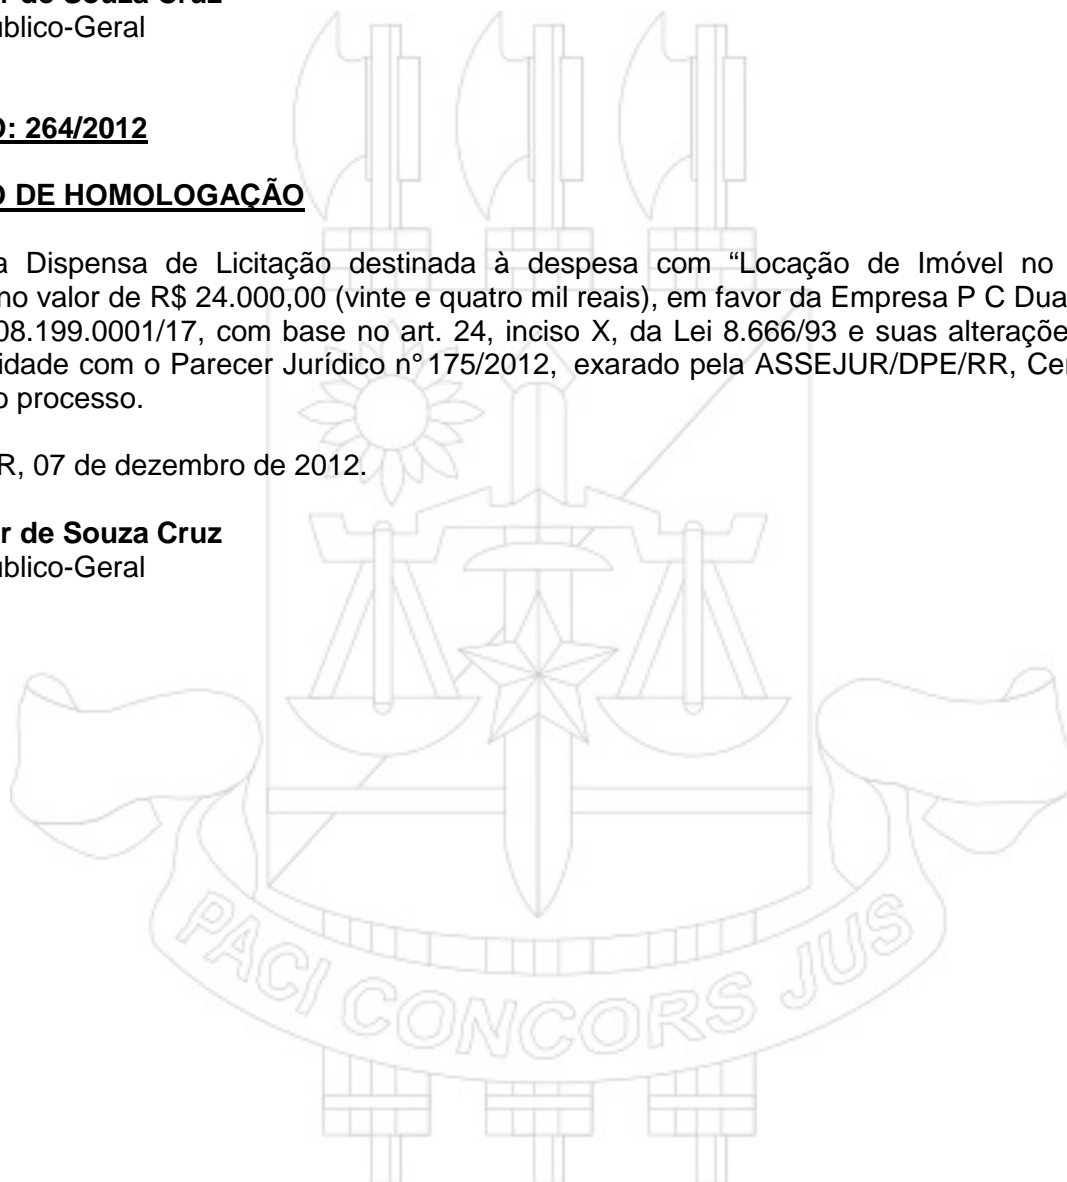 r de Souza Cruz
úblico-Geral
O: 264/2012
O DE HOMOLOGAÇÃO
a Dispensa de Licitação destinada à despesa com “Locação de Imóvel no
no valor de R$ 24.000,00 (vinte e quatro mil reais), em favor da Empresa P C Dua
08.199.0001/17, com base no art. 24, inciso X, da Lei 8.666/93 e suas alteraçõe
idade com o Parecer Jurídico n° 175/2012, exarado pela ASSEJUR/DPE/RR, Cer
o processo.
R, 07 de dezembro de 2012.
r de Souza Cruz
úblico-Geral
PACI CONCORS JUS